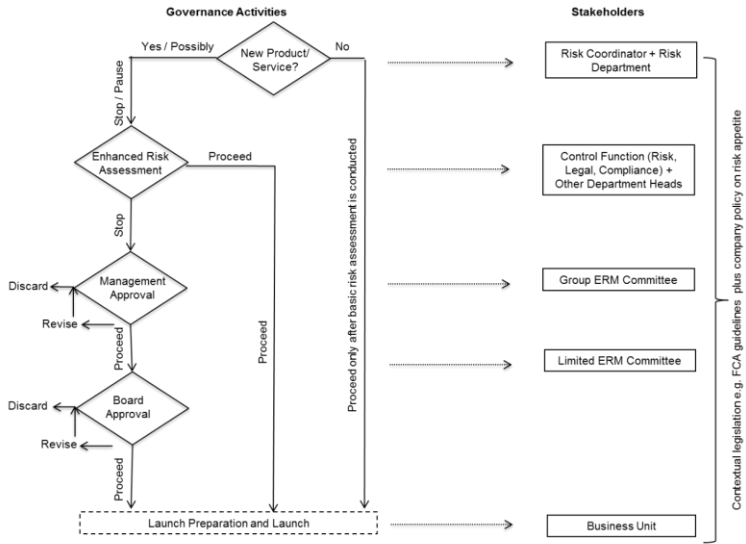 Governance Activities
Stakeholders
Yes / Possibly
New Product/
Service?
No
Risk Coordinator + Risk
Department
Stop / Pause
Enhanced Risk
Assessment
Proceed
Control Function (Risk,
Legal, Compliance) +
Other Department Heads
Stop
Discard
Management
Approval
Group ERM Committee
Revise
Proceed
Proceed
Proceed only after basic risk assessment is conducted
Limited ERM Committee
Contextual legislation e.g. FCA guidelines plus company policy on risk appetite
Discard
Board
Approval
Revise
Proceed
Launch Preparation and Launch
Business Unit